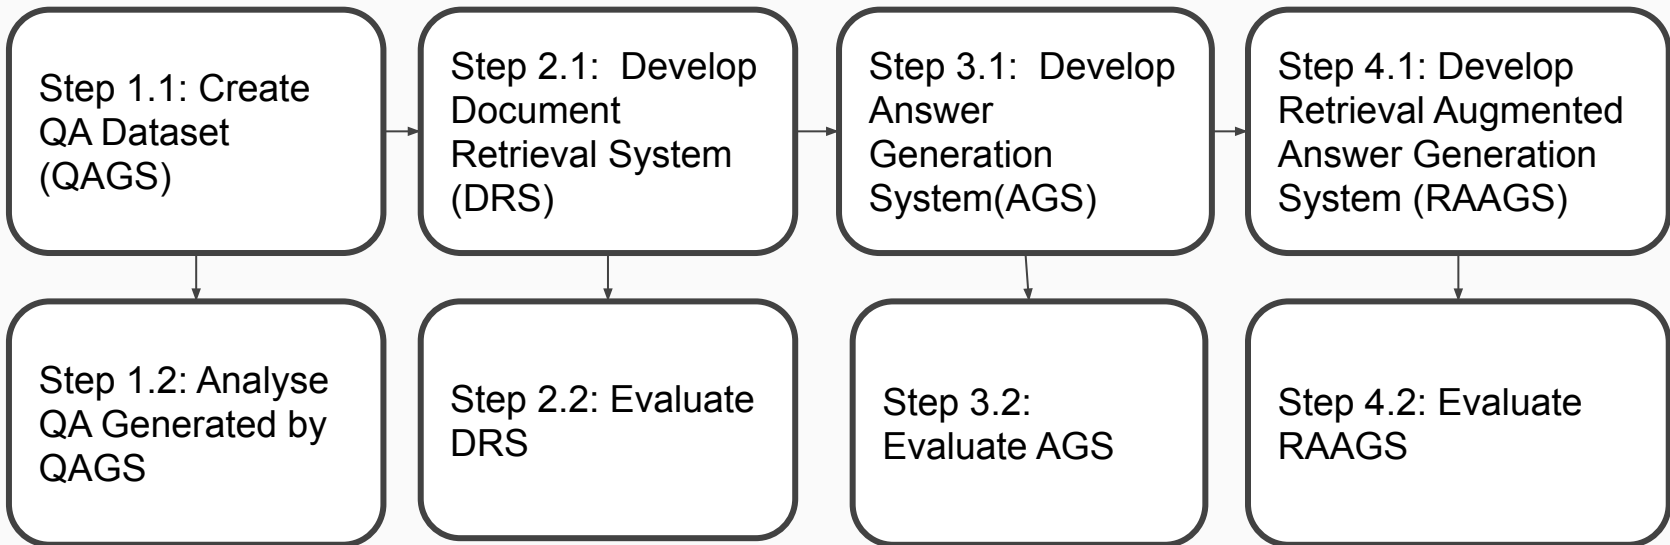 Step 1.1: Create
QA Dataset
(QAGS)
Step 2.1:  Develop
Document
Retrieval System
(DRS)
Step 3.1:  Develop
Answer
Generation
System(AGS)
Step 4.1: Develop
Retrieval Augmented
Answer Generation
System (RAAGS)
Step 1.2: Analyse
QA Generated by
QAGS
Step 2.2: Evaluate
DRS
Step 3.2:
Evaluate AGS
Step 4.2: Evaluate
RAAGS